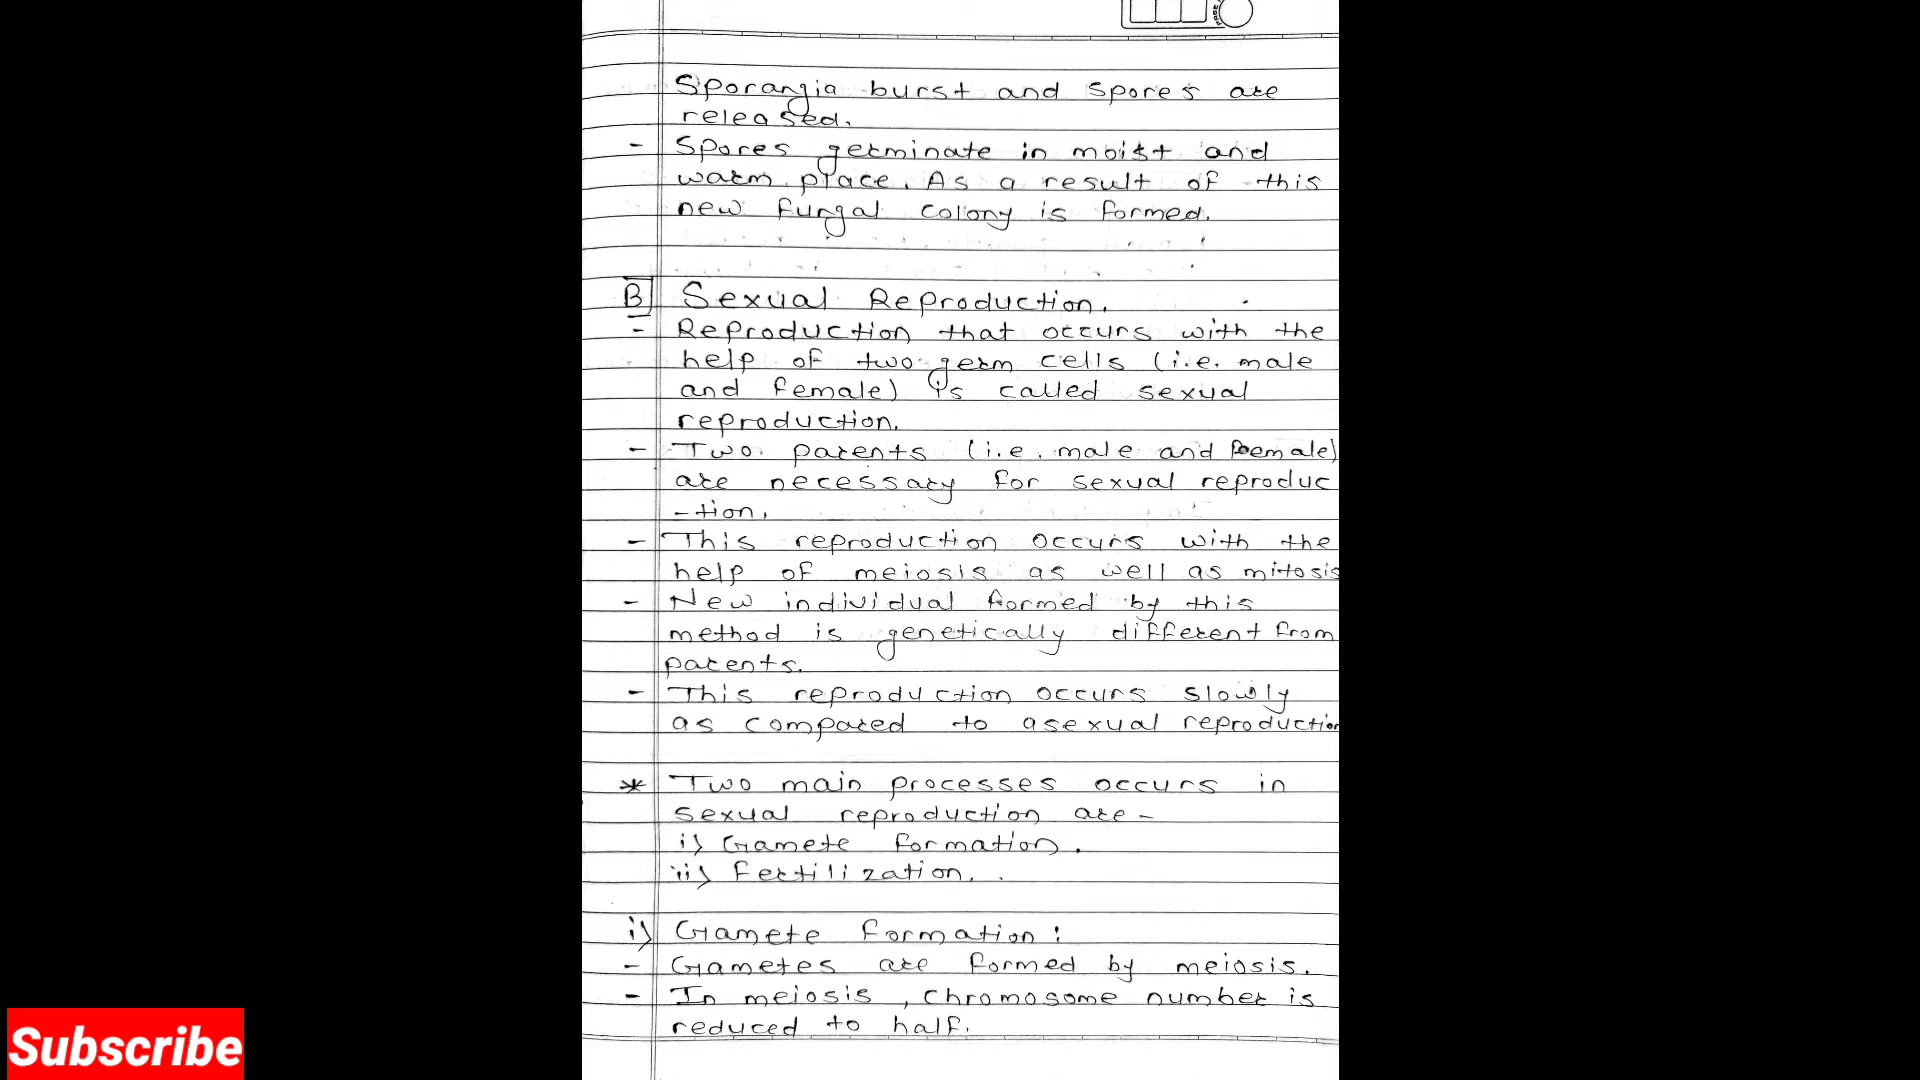 Sporangia burst and spores are
released.
- Spores germinate in moist and
warm place. As a result of this
new fungal colony is formed.
B] Sexual Reproduction.
- Reproduction that occurs with the
help of two germ cells (i.e. male
and female) is called sexual
reproduction.
- Two parents (i.e. male and female)
are necessary for sexual reproduc
-tion.
- This reproduction occurs with the
help of meiosis as well as mitosis
- New individual formed by this
method is genetically different from
parents.
- This reproduction occurs slowly
as compared to asexual reproduction
* Two main processes occurs in
sexual reproduction are -
i) Gamete formation.
ii) Fertilization.
i) Gamete formation :
- Gametes are formed by meiosis.
- In meiosis, chromosome number is
reduced to half.
Subscribe